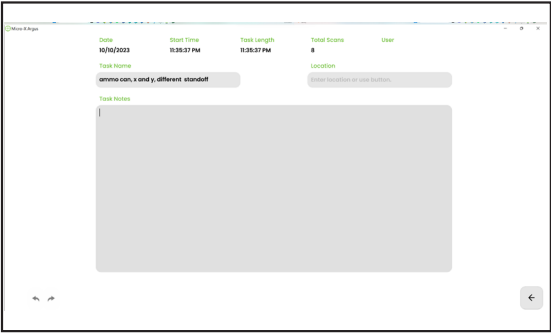 Micro-X Argus
Date Start Time Task Length Total Scans User
10/10/2023 11:35:37 PM 11:35:37 PM 8
Task Name Location
ammo can, x and y, different standoff Enter location or use button.
Task Notes